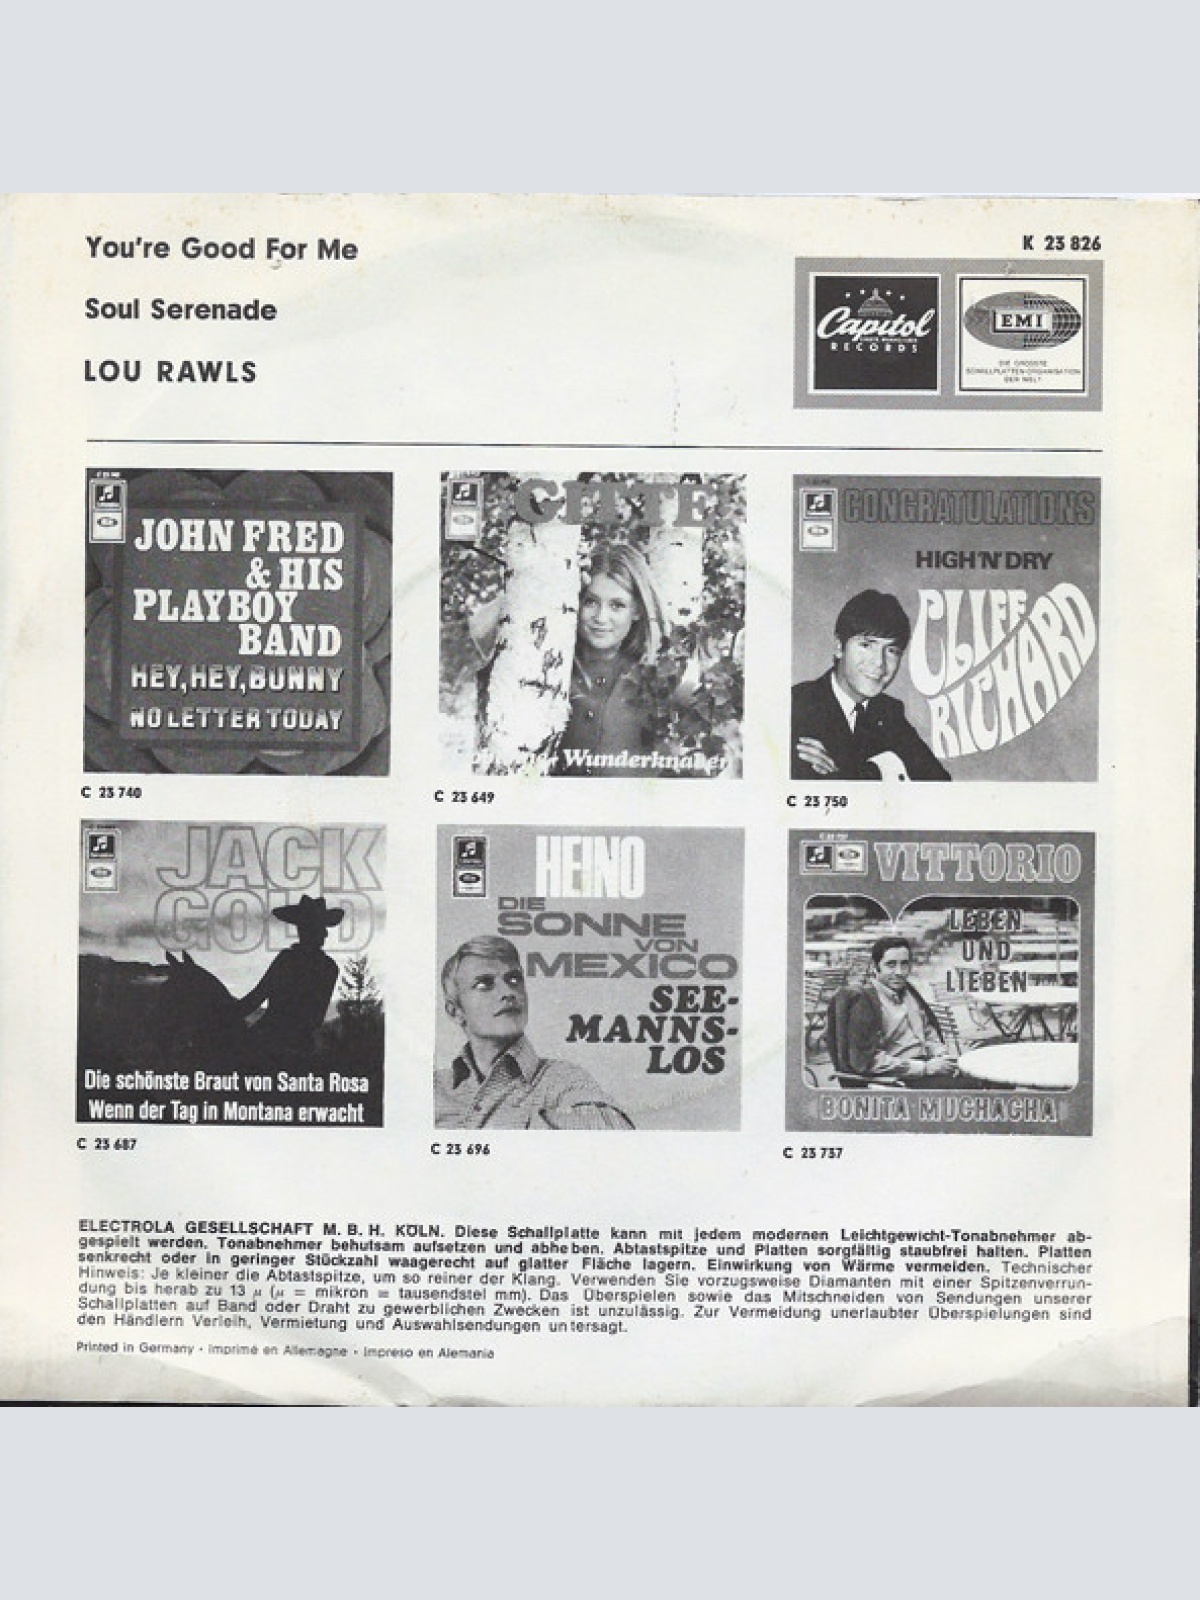 You're Good For Me
Soul Serenade
LOU RAWLS
K 23 826
Capitol
RECORDS
EMI
DIE GRÖSSTE
SCHALLPLATTEN-ORGANISATION
DER WELT
JOHN FRED
& HIS
PLAYBOY
BAND
HEY, HEY, BUNNY
NO LETTER TODAY
C 23 740
GITTE
Wunderknaben
C 23 649
CONGRATULATIONS
HIGH 'N' DRY
CLIFF
RICHARD
C 23 750
JACK
GOLD
Die schönste Braut von Santa Rosa
Wenn der Tag in Montana erwacht
C 23 687
HEINO
DIE
SONNE
VON
MEXICO
SEE-
MANNS-
LOS
C 23 696
VITTORIO
LEBEN
UND
LIEBEN
BONITA MUCHACHA
C 23 737
ELECTROLA GESELLSCHAFT M. B. H. KÖLN. Diese Schallplatte kann mit jedem modernen Leichtgewicht-Tonabnehmer ab-
gespielt werden. Tonabnehmer behutsam aufsetzen und abheben. Abtastspitze und Platten sorgfältig staubfrei halten. Platten
senkrecht oder in geringer Stückzahl waagerecht auf glatter Fläche lagern. Einwirkung von Wärme vermeiden. Technischer
Hinweis: Je kleiner die Abtastspitze, um so reiner der Klang. Verwenden Sie vorzugsweise Diamanten mit einer Spitzenverrun-
dung bis herab zu 13 μ (μ = mikron = tausendstel mm). Das Überspielen sowie das Mitschneiden von Sendungen unserer
Schallplatten auf Band oder Draht zu gewerblichen Zwecken ist unzulässig. Zur Vermeidung unerlaubter Überspielungen sind
den Händlern Verleih, Vermietung und Auswahlsendungen untersagt.
Printed in Germany · Imprimé en Allemagne · Impreso en Alemania